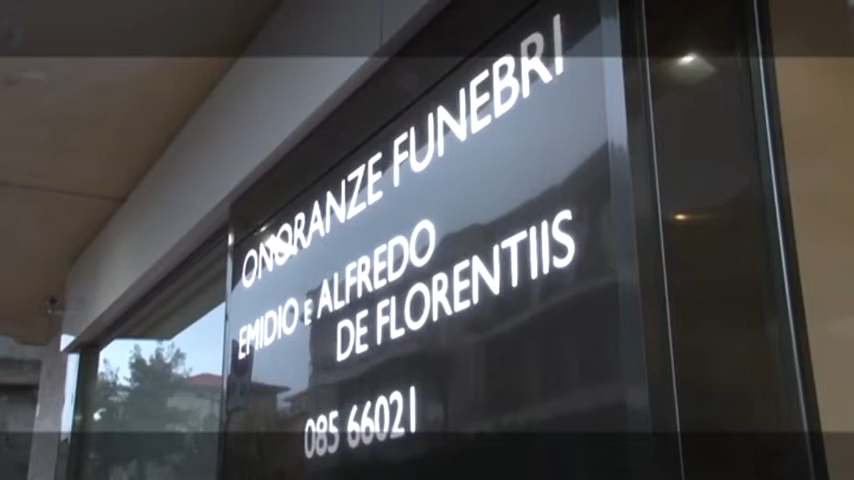 ONORANZE FUNEBRI
EMIDIO E ALFREDO
DE FLORENTIIS
085 66021